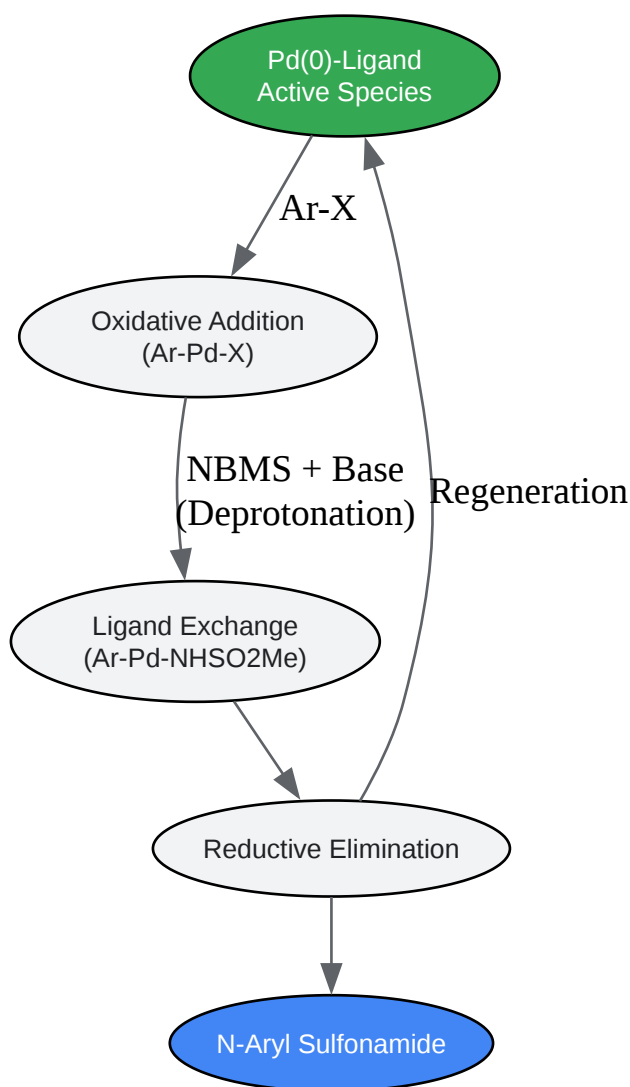 Pd(0)-Ligand
Active Species
Ar-X
Oxidative Addition
(Ar-Pd-X)
NBMS + Base
(Deprotonation)
Regeneration
Ligand Exchange
(Ar-Pd-NHSO2Me)
Reductive Elimination
N-Aryl Sulfonamide